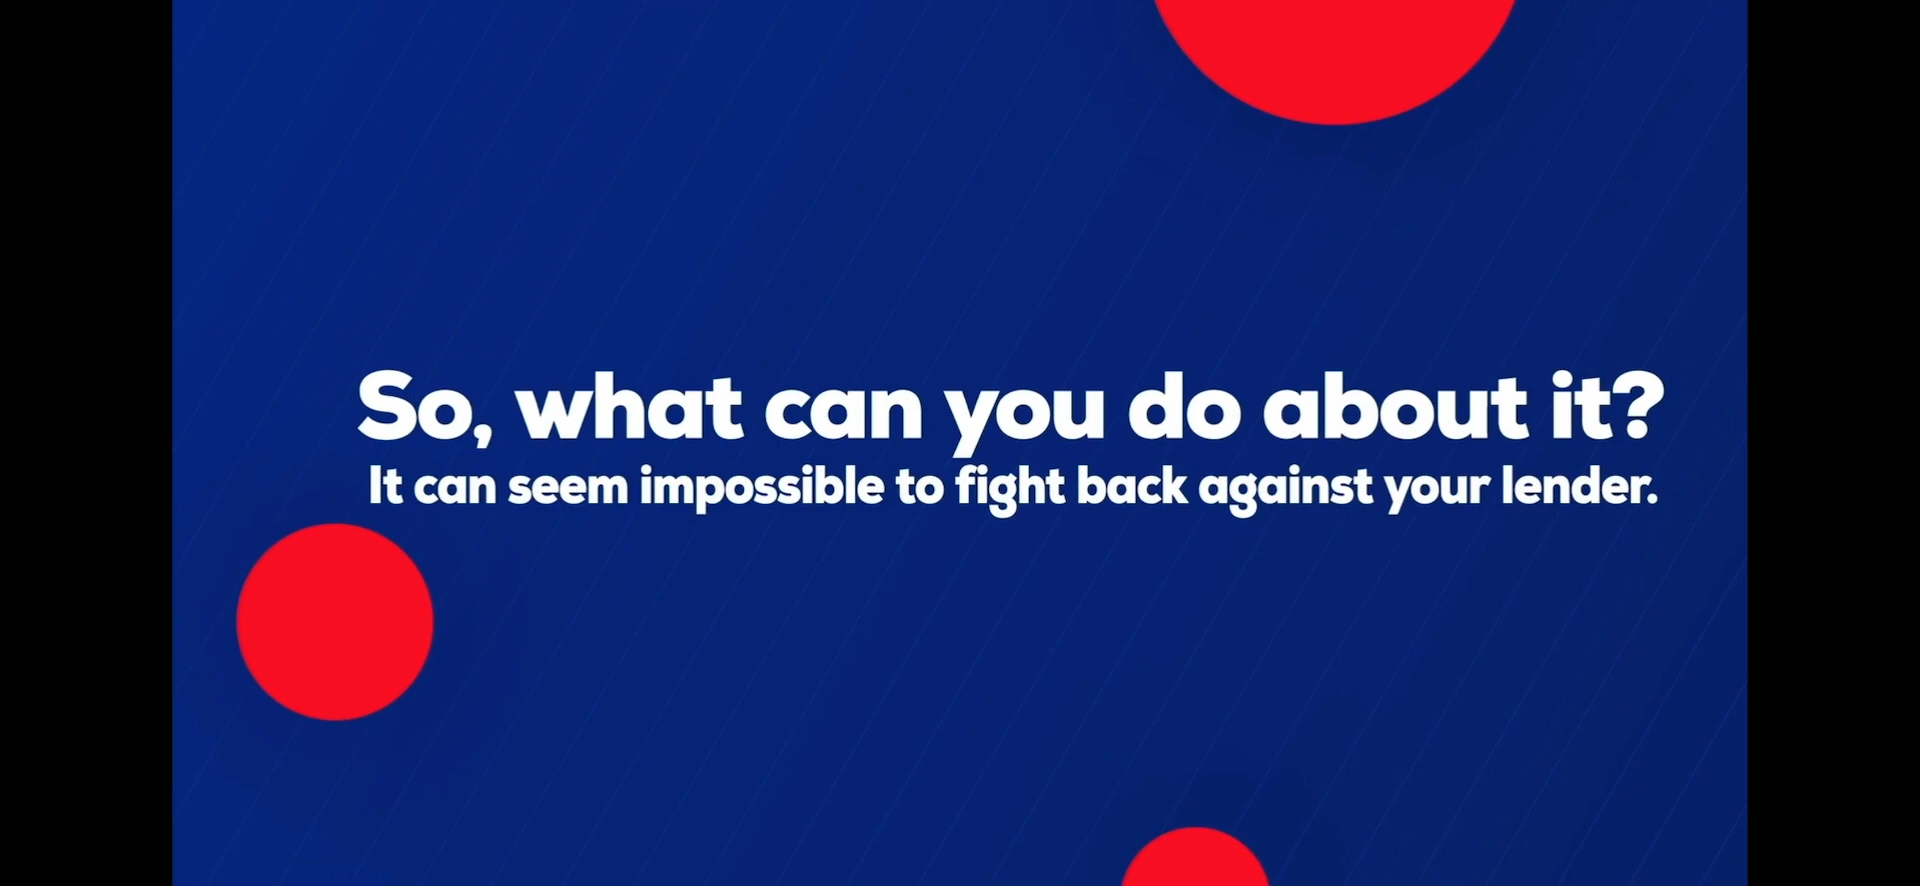 So, what can you do about it?
It can seem impossible to fight back against your lender.